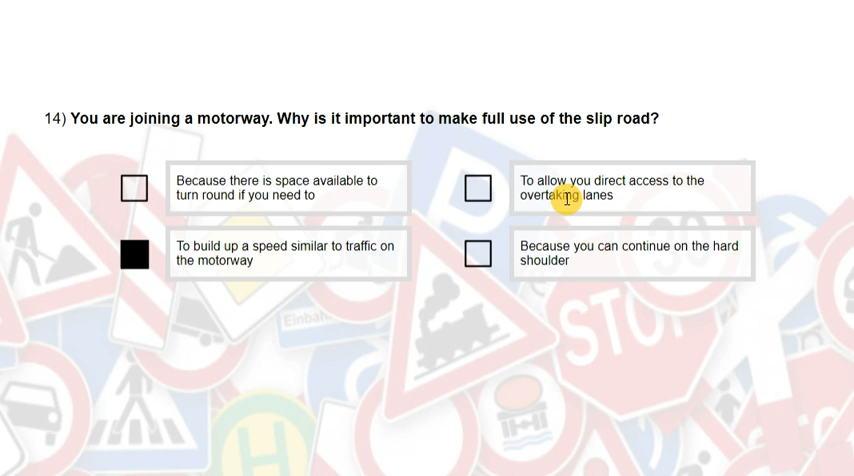 14) You are joining a motorway. Why is it important to make full use of the slip road?
Because there is space available to
turn round if you need to
To allow you direct access to the
overtaking lanes
To build up a speed similar to traffic on
the motorway
Because you can continue on the hard
shoulder
30
STOP
Einbah
H
P